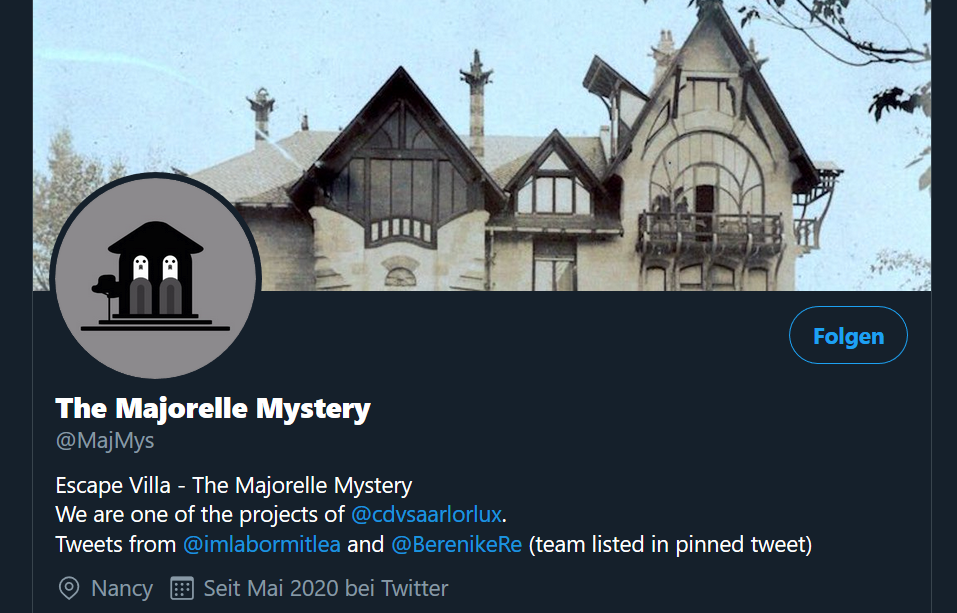 Folgen
The Majorelle Mystery
@MajMys
Escape Villa - The Majorelle Mystery
We are one of the projects of @cdvsaarlorlux.
Tweets from @imlabormitlea and @BerenikeRe (team listed in pinned tweet)
Nancy Seit Mai 2020 bei Twitter